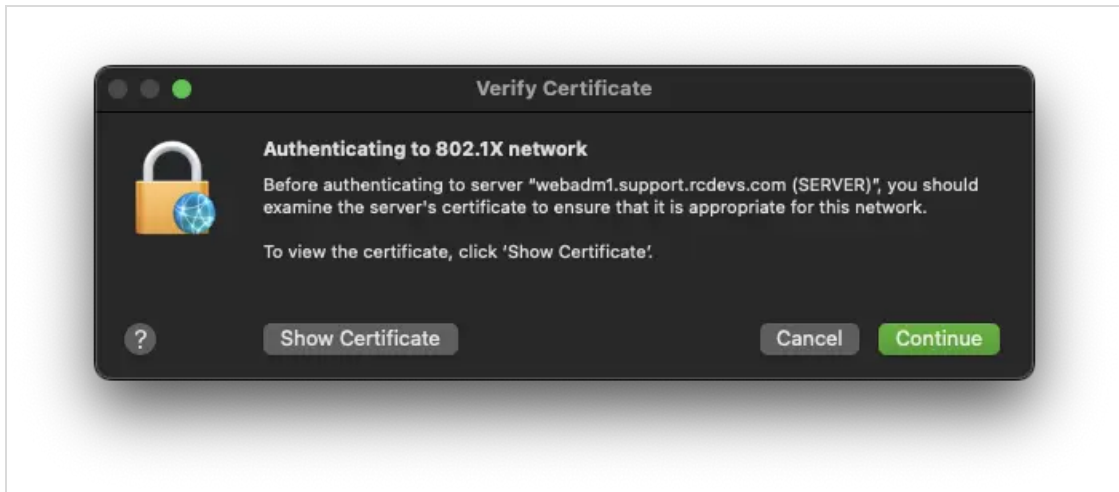 Verify Certificate
Authenticating to 802.1X network
Before authenticating to server “webadm1.support.rcdevs.com (SERVER)”, you should
examine the server's certificate to ensure that it is appropriate for this network.
To view the certificate, click ‘Show Certificate’.
?
Show Certificate
Cancel
Continue